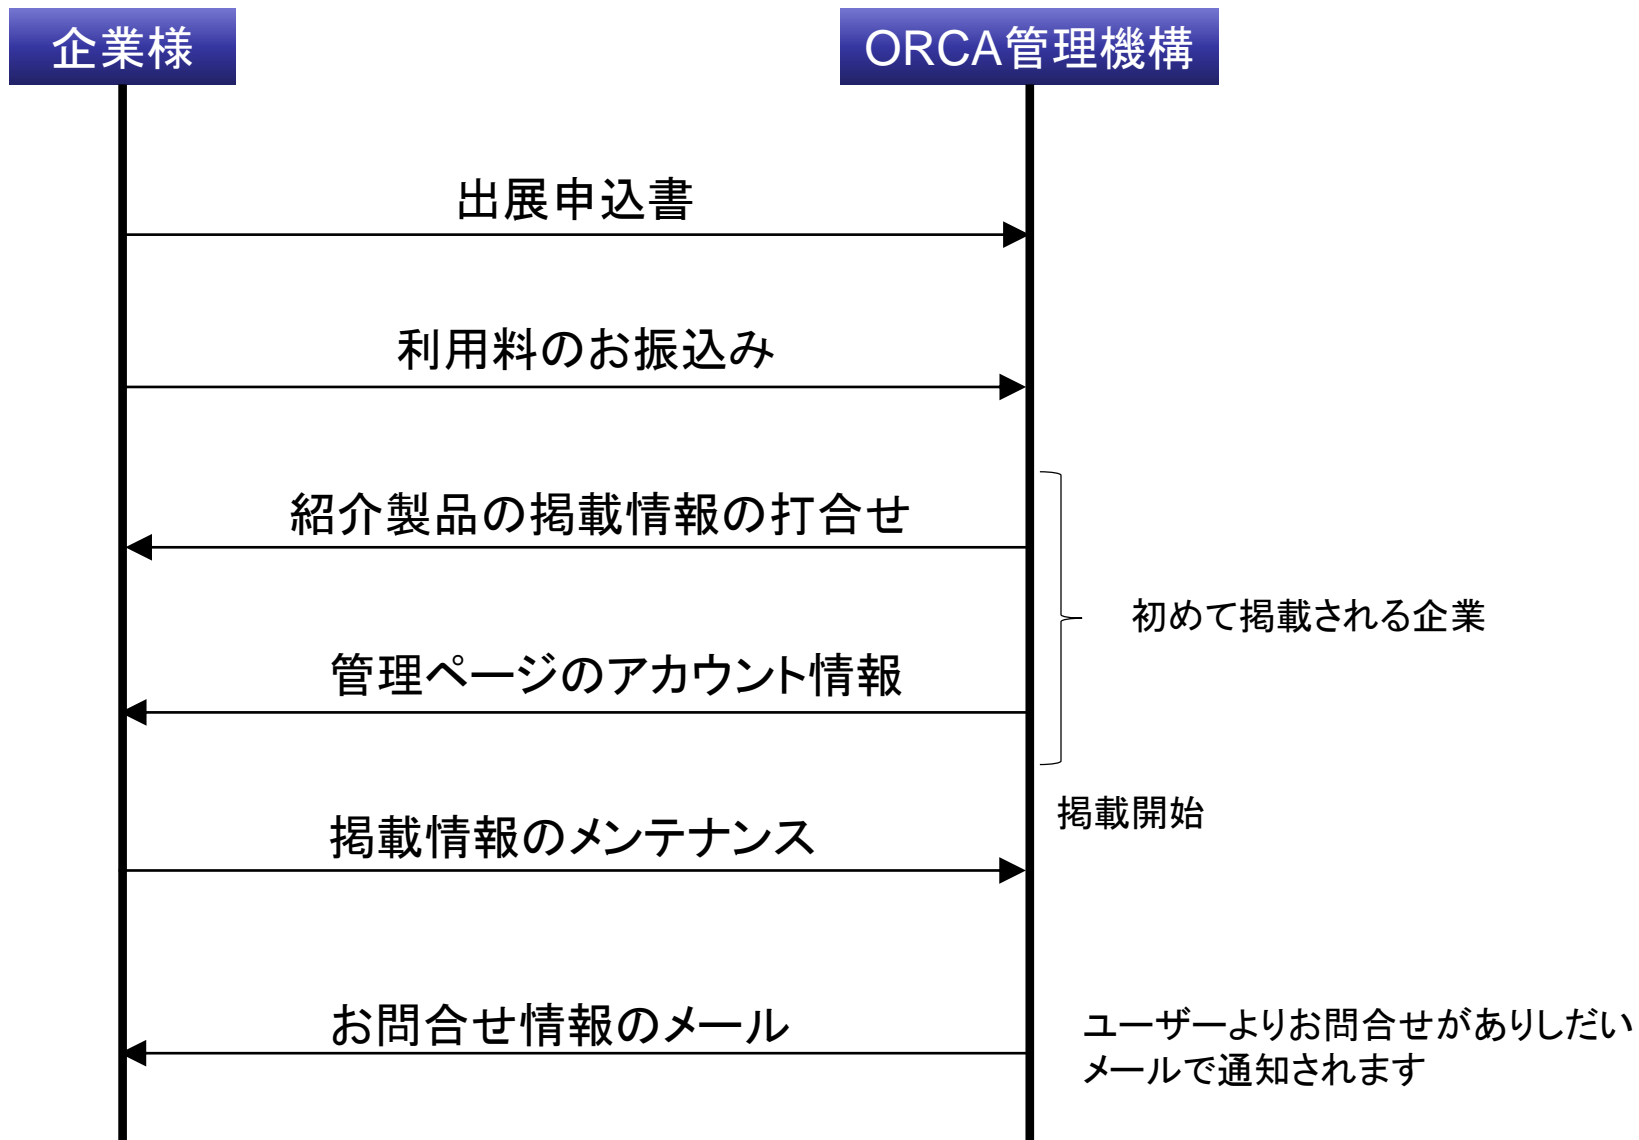 企業様
ORCA管理機構
出展申込書
利用料のお振込み
紹介製品の掲載情報の打合せ
初めて掲載される企業
管理ページのアカウント情報
掲載開始
掲載情報のメンテナンス
お問合せ情報のメール
ユーザーよりお問合せがありしだい
メールで通知されます